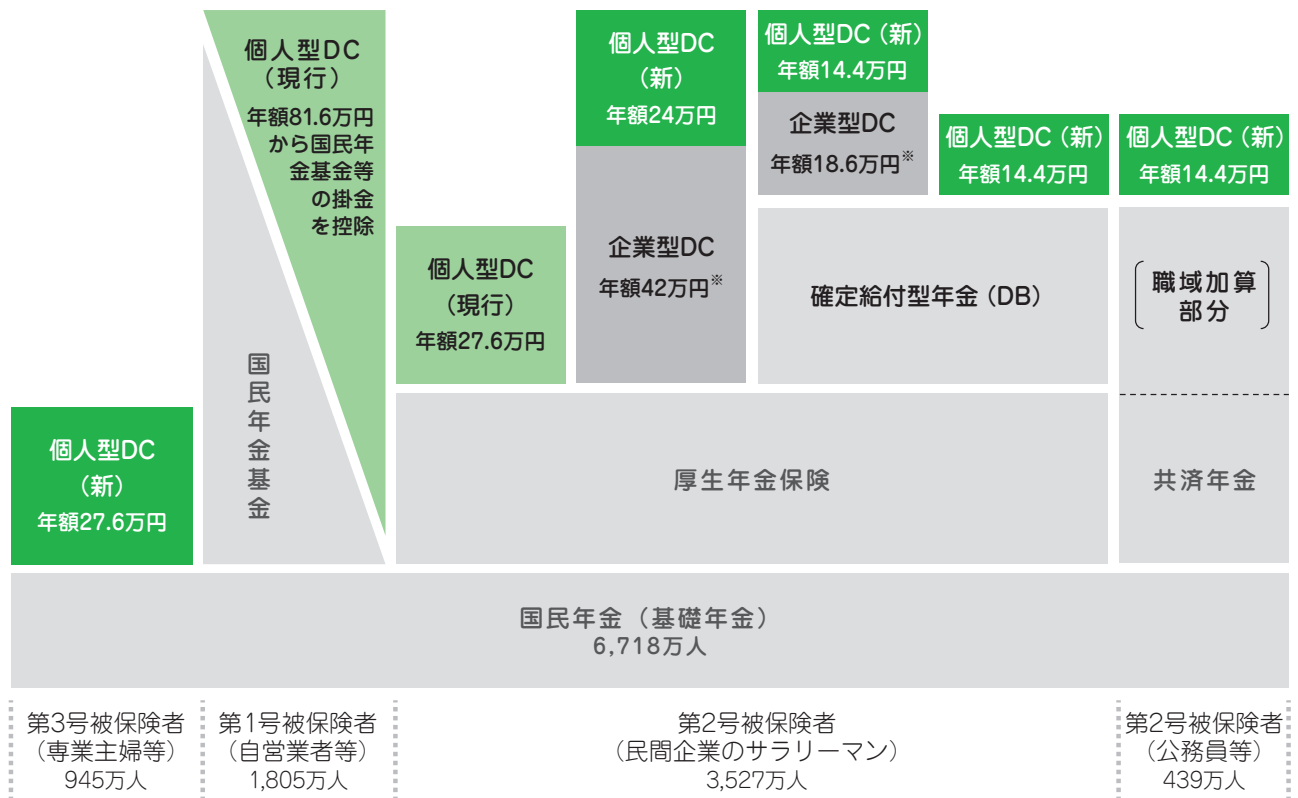 個人型DC
（現行）
年額81.6万円
から国民年
金基金等
の掛金
を控除
国民年金基金
個人型DC
（新）
年額27.6万円
個人型DC
（現行）
年額27.6万円
個人型DC
（新）
年額24万円
企業型DC
年額42万円※
個人型DC（新）
年額14.4万円
企業型DC
年額18.6万円※
個人型DC（新）
年額14.4万円
個人型DC（新）
年額14.4万円
確定給付型年金（DB）
職域加算
部分
厚生年金保険
共済年金
国民年金（基礎年金）
6,718万人
第3号被保険者
（専業主婦等）
945万人
第1号被保険者
（自営業者等）
1,805万人
第2号被保険者
（民間企業のサラリーマン）
3,527万人
第2号被保険者
（公務員等）
439万人